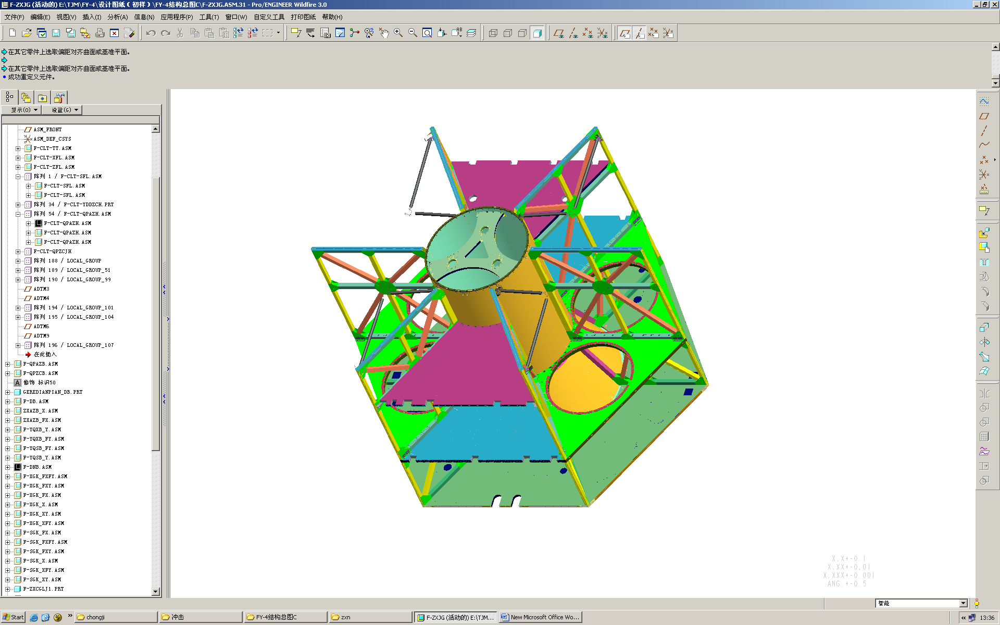 F-ZXJG (活动的) E:\TJM\FY-4\设计图纸(初样)\FY-4结构总图C\F-ZXJG.ASM.31 - Pro/ENGINEER Wildfire 3.0
文件(F) 编辑(E) 视图(V) 插入(I) 分析(A) 信息(N) 应用程序(P) 工具(T) 窗口(W) 自定义工具 打印图纸 帮助(H)
在其它零件上选取偏距对齐曲面或基准平面。
在其它零件上选取偏距对齐曲面或基准平面。
成功重定义元件。
显示(O) 设置(G)
ASM_FRONT
ASM_DEF_CSYS
F-CLT-TT.ASM
F-CLT-XFL.ASM
F-CLT-ZFL.ASM
阵列 1 / F-CLT-SFL.ASM
F-CLT-SFL.ASM
F-CLT-SFL.ASM
阵列 34 / F-CLT-YDDZCH.PRT
阵列 54 / F-CLT-QPAZH.ASM
F-CLT-QPAZH.ASM
F-CLT-QPAZH.ASM
F-CLT-QPAZH.ASM
F-CLT-QPZCJH
阵列 188 / LOCAL_GROUP
阵列 189 / LOCAL_GROUP_51
阵列 190 / LOCAL_GROUP_99
ADTM3
ADTM4
阵列 194 / LOCAL_GROUP_101
阵列 195 / LOCAL_GROUP_104
ADTM6
ADTM9
阵列 196 / LOCAL_GROUP_107
在此插入
F-QPAZB.ASM
F-QPZCB.ASM
修饰 标识50
GEREDIANPIAN_DB.PRT
F-DB.ASM
ZXAZB_X.ASM
ZXAZB_FX.ASM
F-YQXB_Y.ASM
F-YQXB_FY.ASM
F-YQSB_FY.ASM
F-YQSB_Y.ASM
F-DNB.ASM
F-XGK_FXFY.ASM
F-XGK_FXY.ASM
F-XGK_FX.ASM
F-XGK_X.ASM
F-XGK_XY.ASM
F-XGK_XFY.ASM
F-SGK_FX.ASM
F-SGK_FXFY.ASM
F-SGK_FXY.ASM
F-SGK_X.ASM
F-SGK_XFY.ASM
F-SGK_XY.ASM
F-ZXCGLJ1.PRT
X.X+-0.1
X.XX+-0.01
X.XXX+-0.001
ANG.+-0.5
智能
Start chongji 冲击 FY-4结构总图C zxn F-ZXJG (活动的) E:\TJM... New Microsoft Office Wo... 13:36